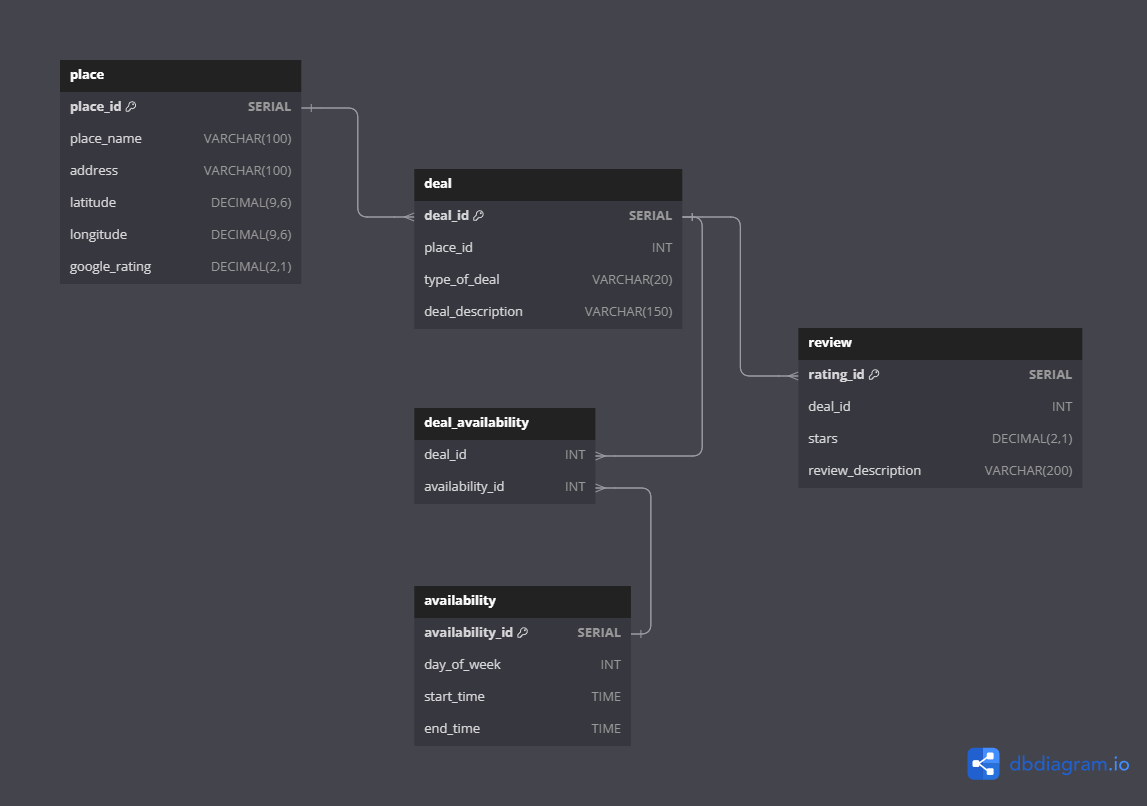 place
place_id SERIAL
place_name VARCHAR(100)
address VARCHAR(100)
latitude DECIMAL(9,6)
longitude DECIMAL(9,6)
google_rating DECIMAL(2,1)
deal
deal_id SERIAL
place_id INT
type_of_deal VARCHAR(20)
deal_description VARCHAR(150)
review
rating_id SERIAL
deal_id INT
stars DECIMAL(2,1)
review_description VARCHAR(200)
deal_availability
deal_id INT
availability_id INT
availability
availability_id SERIAL
day_of_week INT
start_time TIME
end_time TIME
dbdiagram.io